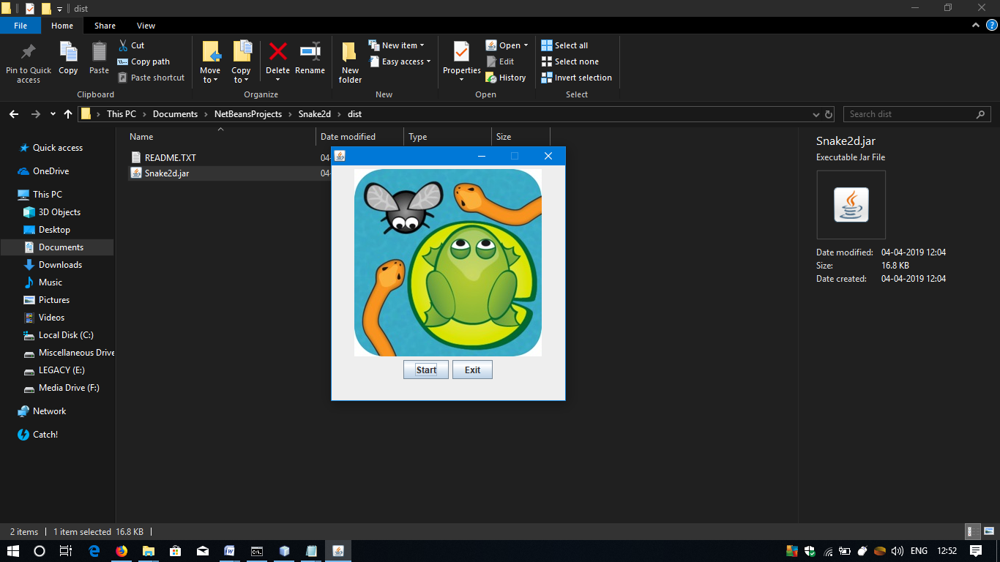 dist
File Home Share View
Pin to Quick access
Copy
Paste
Cut
Copy path
Paste shortcut
Clipboard
Move to
Copy to
Delete
Rename
Organize
New folder
New item
Easy access
New
Properties
Open
Edit
History
Open
Select all
Select none
Invert selection
Select
This PC > Documents > NetBeansProjects > Snake2d > dist
Search dist
Quick access
OneDrive
This PC
3D Objects
Desktop
Documents
Downloads
Music
Pictures
Videos
Local Disk (C:)
Miscellaneous Drive
LEGACY (E:)
Media Drive (F:)
Network
Catch!
Name Date modified Type Size
README.TXT 04-
Snake2d.jar 04-
Start Exit
Snake2d.jar
Executable Jar File
Date modified: 04-04-2019 12:04
Size: 16.8 KB
Date created: 04-04-2019 12:04
2 items 1 item selected 16.8 KB
ENG 12:52